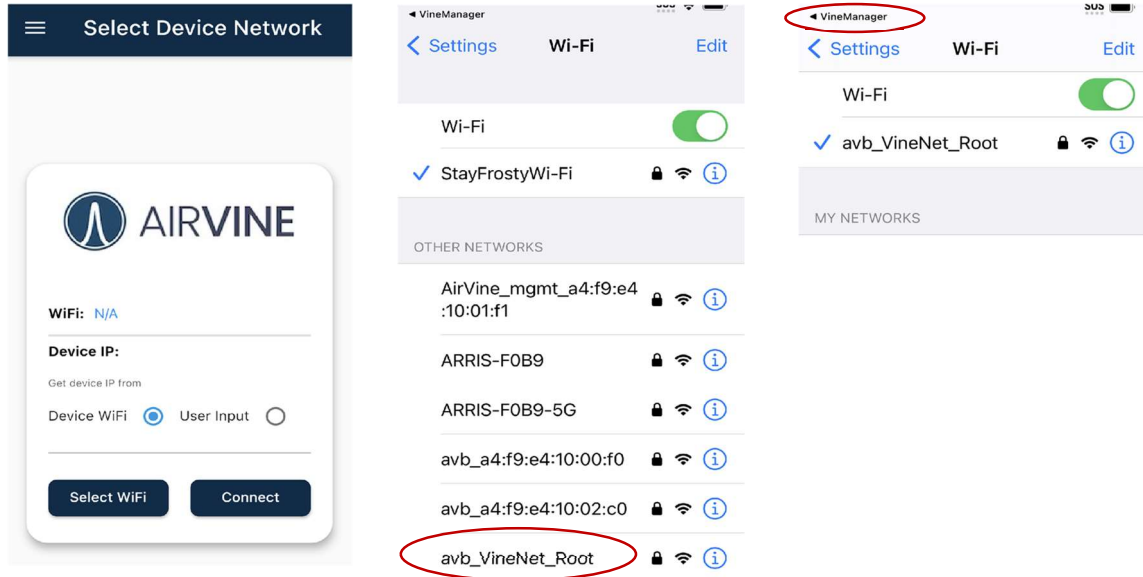 Select Device Network
AIRVINE
WiFi: N/A
Device IP:
Get device IP from
Device WiFi User Input
Select WiFi Connect
◀ VineManager
Settings Wi-Fi Edit
Wi-Fi
StayFrostyWi-Fi
OTHER NETWORKS
AirVine_mgmt_a4:f9:e4
:10:01:f1
ARRIS-F0B9
ARRIS-F0B9-5G
avb_a4:f9:e4:10:00:f0
avb_a4:f9:e4:10:02:c0
avb_VineNet_Root
◀ VineManager SOS
Settings Wi-Fi Edit
Wi-Fi
avb_VineNet_Root
MY NETWORKS